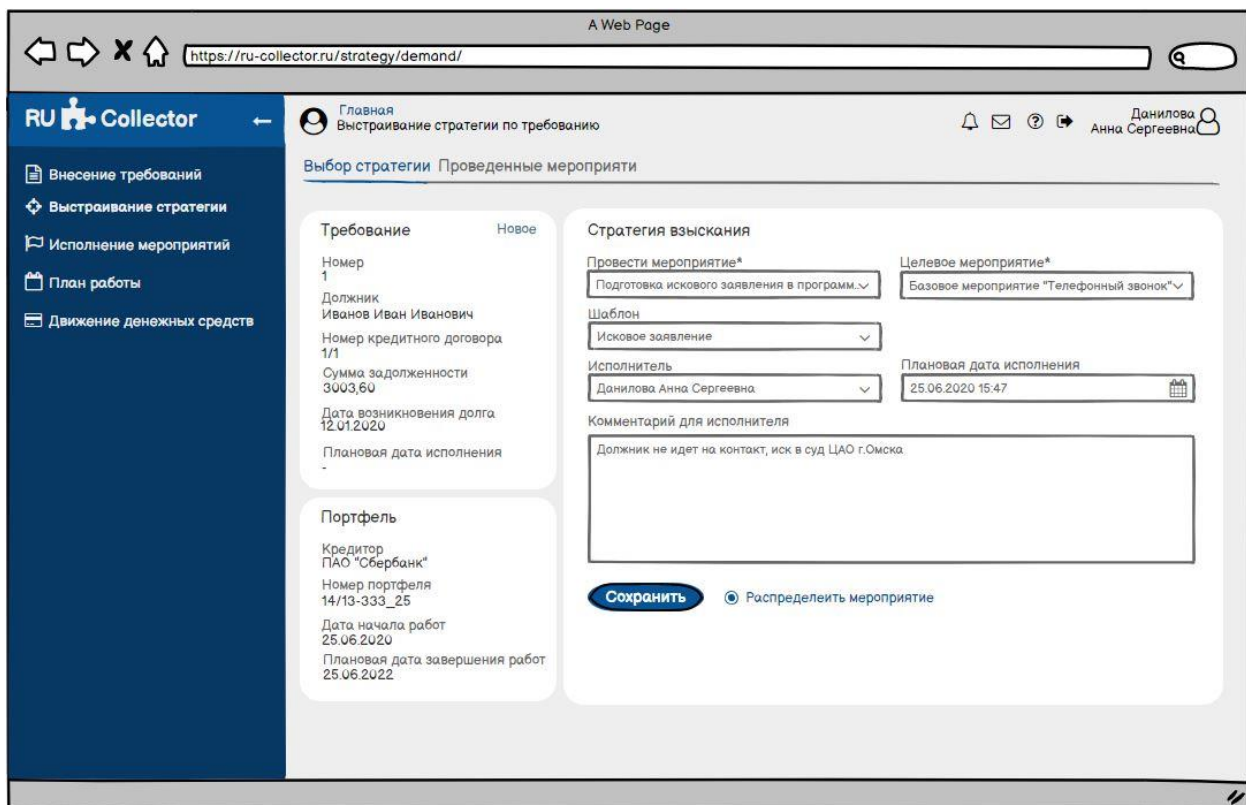 A Web Page
https://ru-collector.ru/strategy/demand/
RU Collector
Внесение требований
Выстраивание стратегии
Исполнение мероприятий
План работы
Движение денежных средств
Главная
Выстраивание стратегии по требованию
Данилова
Анна Сергеевна
Выбор стратегии Проведенные мероприяти
Требование Новое
Номер
1
Должник
Иванов Иван Иванович
Номер кредитного договора
1/1
Сумма задолженности
3003,60
Дата возникновения долга
12.01.2020
Плановая дата исполнения
-
Портфель
Кредитор
ПАО "Сбербанк"
Номер портфеля
14/13-333_25
Дата начала работ
25.06.2020
Плановая дата завершения работ
25.06.2022
Стратегия взыскания
Провести мероприятие* Целевое мероприятие*
Подготовка искового заявления в программ... Базовое мероприятие "Телефонный звонок"
Шаблон
Исковое заявление
Исполнитель Плановая дата исполнения
Данилова Анна Сергеевна 25.06.2020 15:47
Комментарий для исполнителя
Должник не идет на контакт, иск в суд ЦАО г.Омска
Сохранить Распределеить мероприятие